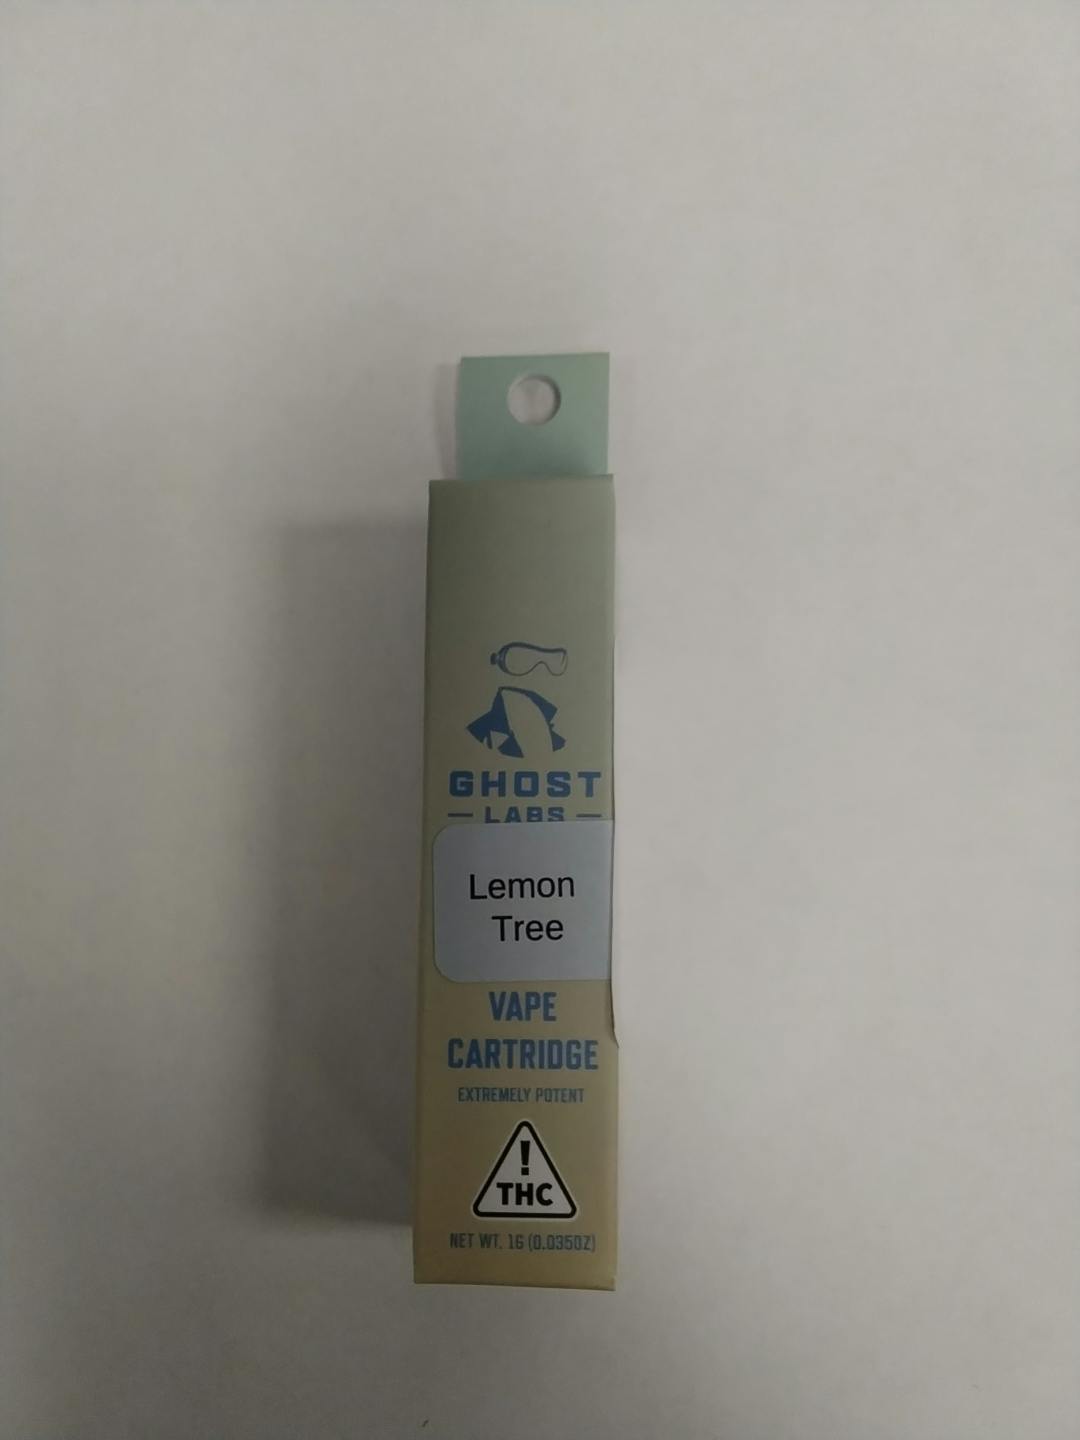 GHOST
LABS
Lemon
Tree
VAPE
CARTRIDGE
EXTREMELY POTENT
!
THC
NET WT. 1G (0.035OZ)